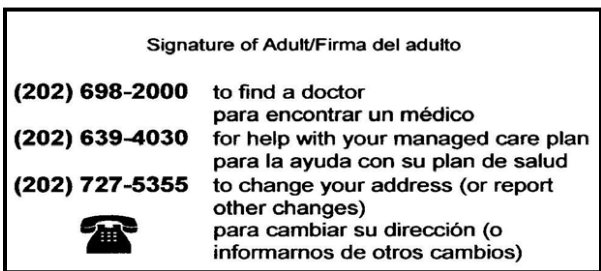 Signature of Adult/Firma del adulto
(202) 698-2000 to find a doctor
para encontrar un médico
(202) 639-4030 for help with your managed care plan
para la ayuda con su plan de salud
(202) 727-5355 to change your address (or report
other changes)
para cambiar su dirección (o
informarnos de otros cambios)